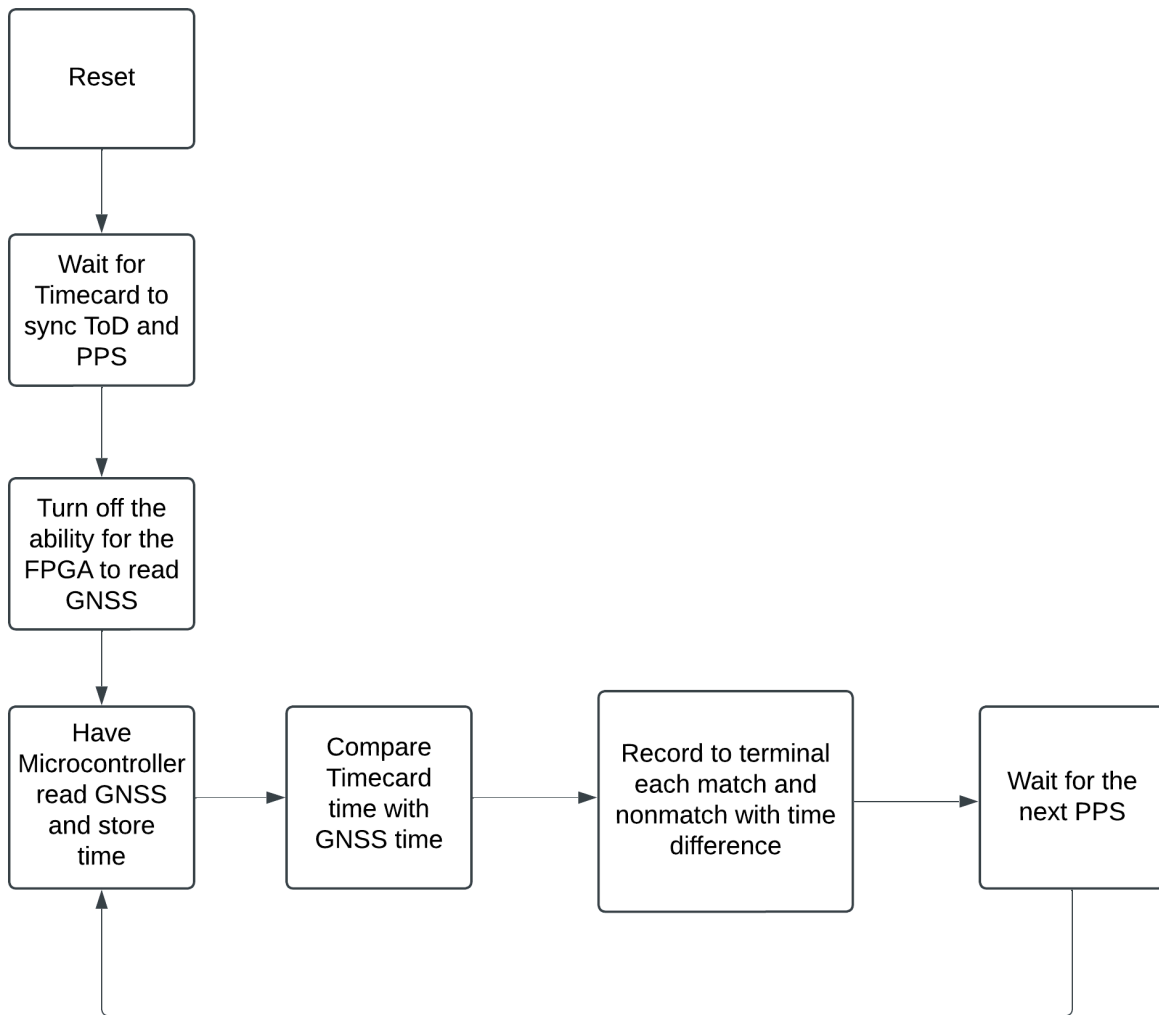 Reset
Wait for
Timecard to
sync ToD and
PPS
Turn off the
ability for the
FPGA to read
GNSS
Have
Microcontroller
read GNSS
and store
time
Compare
Timecard
time with
GNSS time
Record to terminal
each match and
nonmatch with time
difference
Wait for the
next PPS